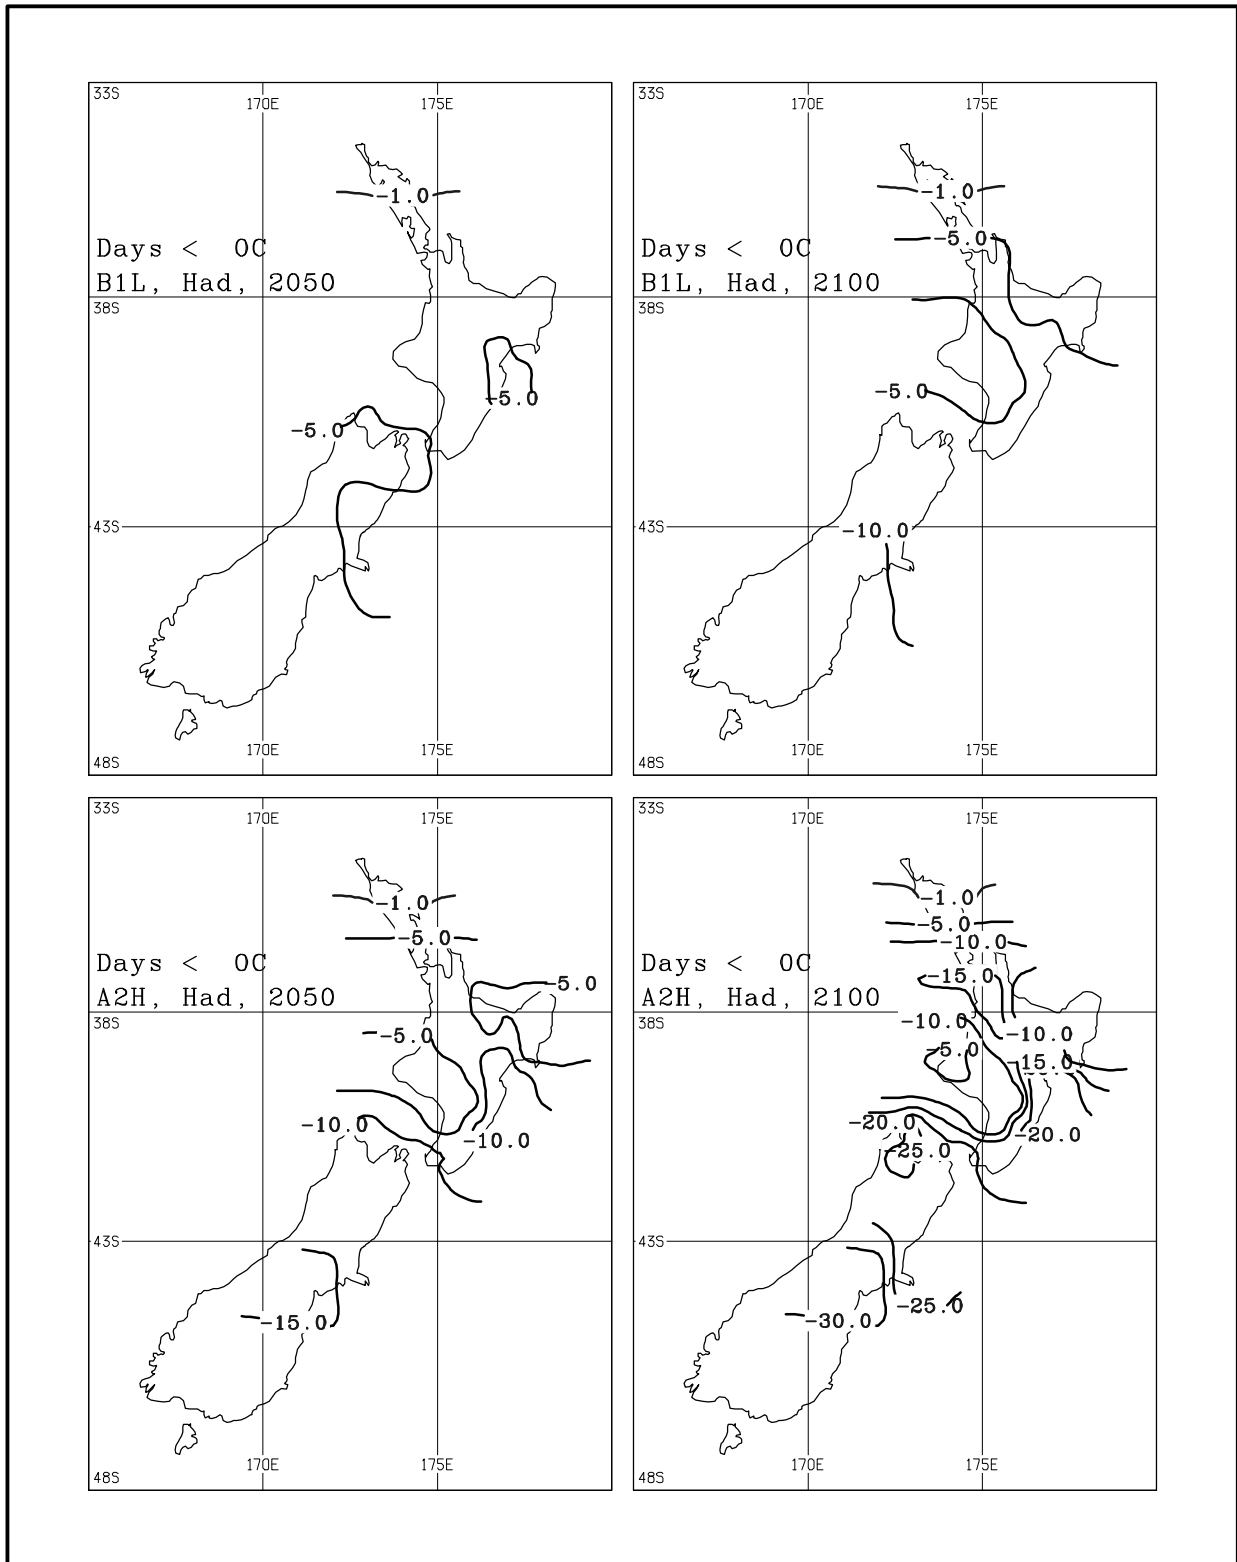 33S
170E 175E
-1.0
Days < 0C
B1L, Had, 2050
38S
-5.0
-5.0
43S
170E 175E
48S
33S
170E 175E
-1.0
-5.0
Days < 0C
B1L, Had, 2100
38S
-5.0
43S
-10.0
170E 175E
48S
33S
170E 175E
-1.0
-5.0
Days < 0C
-5.0
A2H, Had, 2050
38S
-5.0
-10.0
-10.0
43S
-15.0
170E 175E
48S
33S
170E 175E
-1.0
-5.0
-10.0
Days < 0C
-15.0
A2H, Had, 2100
38S
-10.0
-10.0
-5.0
-15.0
-20.0
-20.0
-25.0
43S
-25.0
-30.0
170E 175E
48S